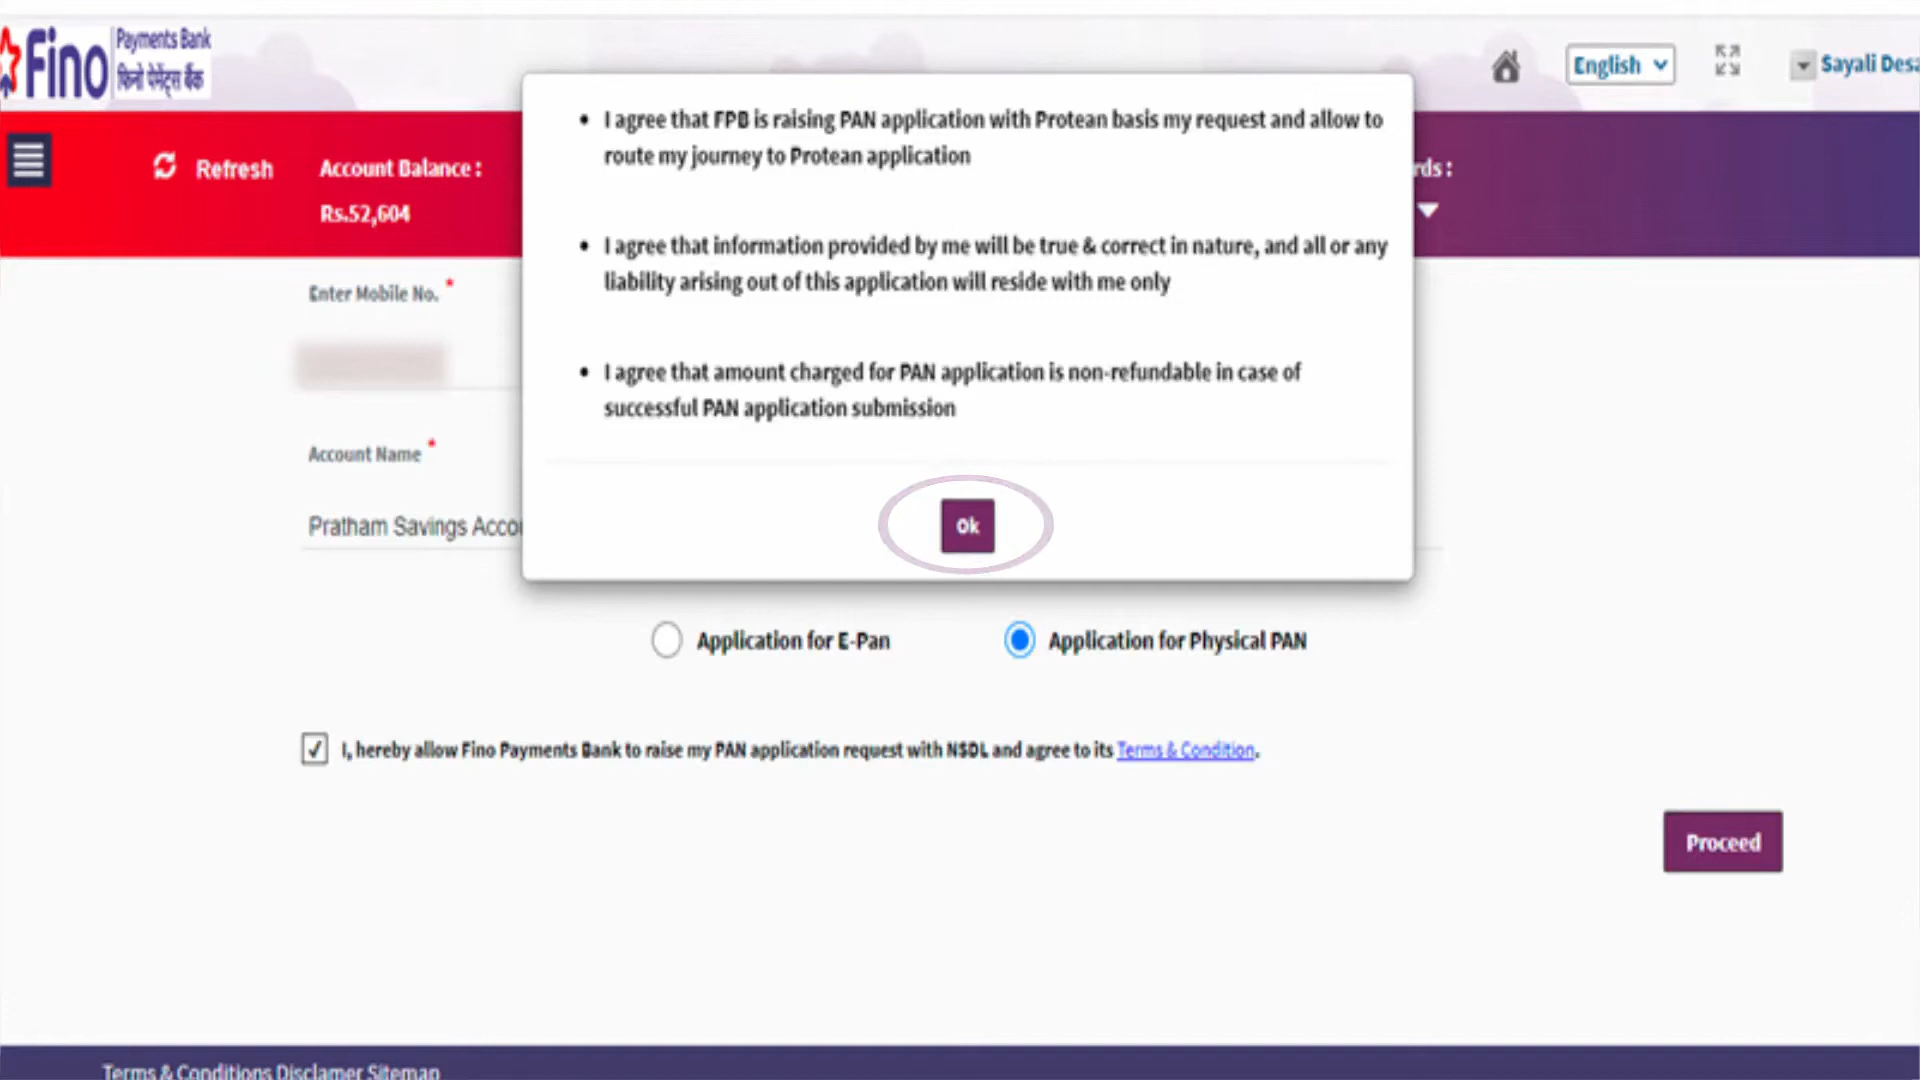 Fino Payments Bank
फिनो पेमेंट्स बैंक
English
Sayali Desa
Refresh
Account Balance :
Rs.52,604
rds :
• I agree that FPB is raising PAN application with Protean basis my request and allow to
route my journey to Protean application
• I agree that information provided by me will be true & correct in nature, and all or any
liability arising out of this application will reside with me only
• I agree that amount charged for PAN application is non-refundable in case of
successful PAN application submission
Ok
Enter Mobile No. *
Account Name *
Pratham Savings Accou
Application for E-Pan
Application for Physical PAN
I, hereby allow Fino Payments Bank to raise my PAN application request with NSDL and agree to its Terms & Condition.
Proceed
Terms & Conditions Disclamer Sitemap